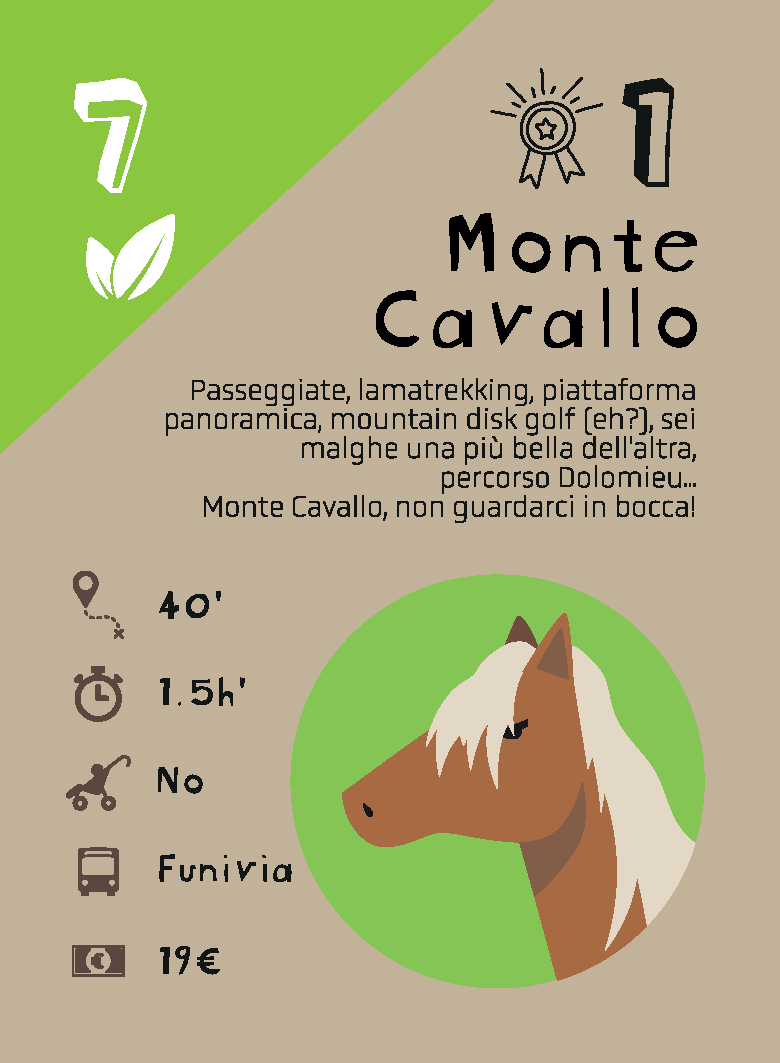 7
1
Monte
Cavallo
Passeggiate, lamatrekking, piattaforma
panoramica, mountain disk golf (eh?), sei
malghe una più bella dell'altra,
percorso Dolomieu...
Monte Cavallo, non guardarci in bocca!
40'
1.5h'
No
Funivia
19€